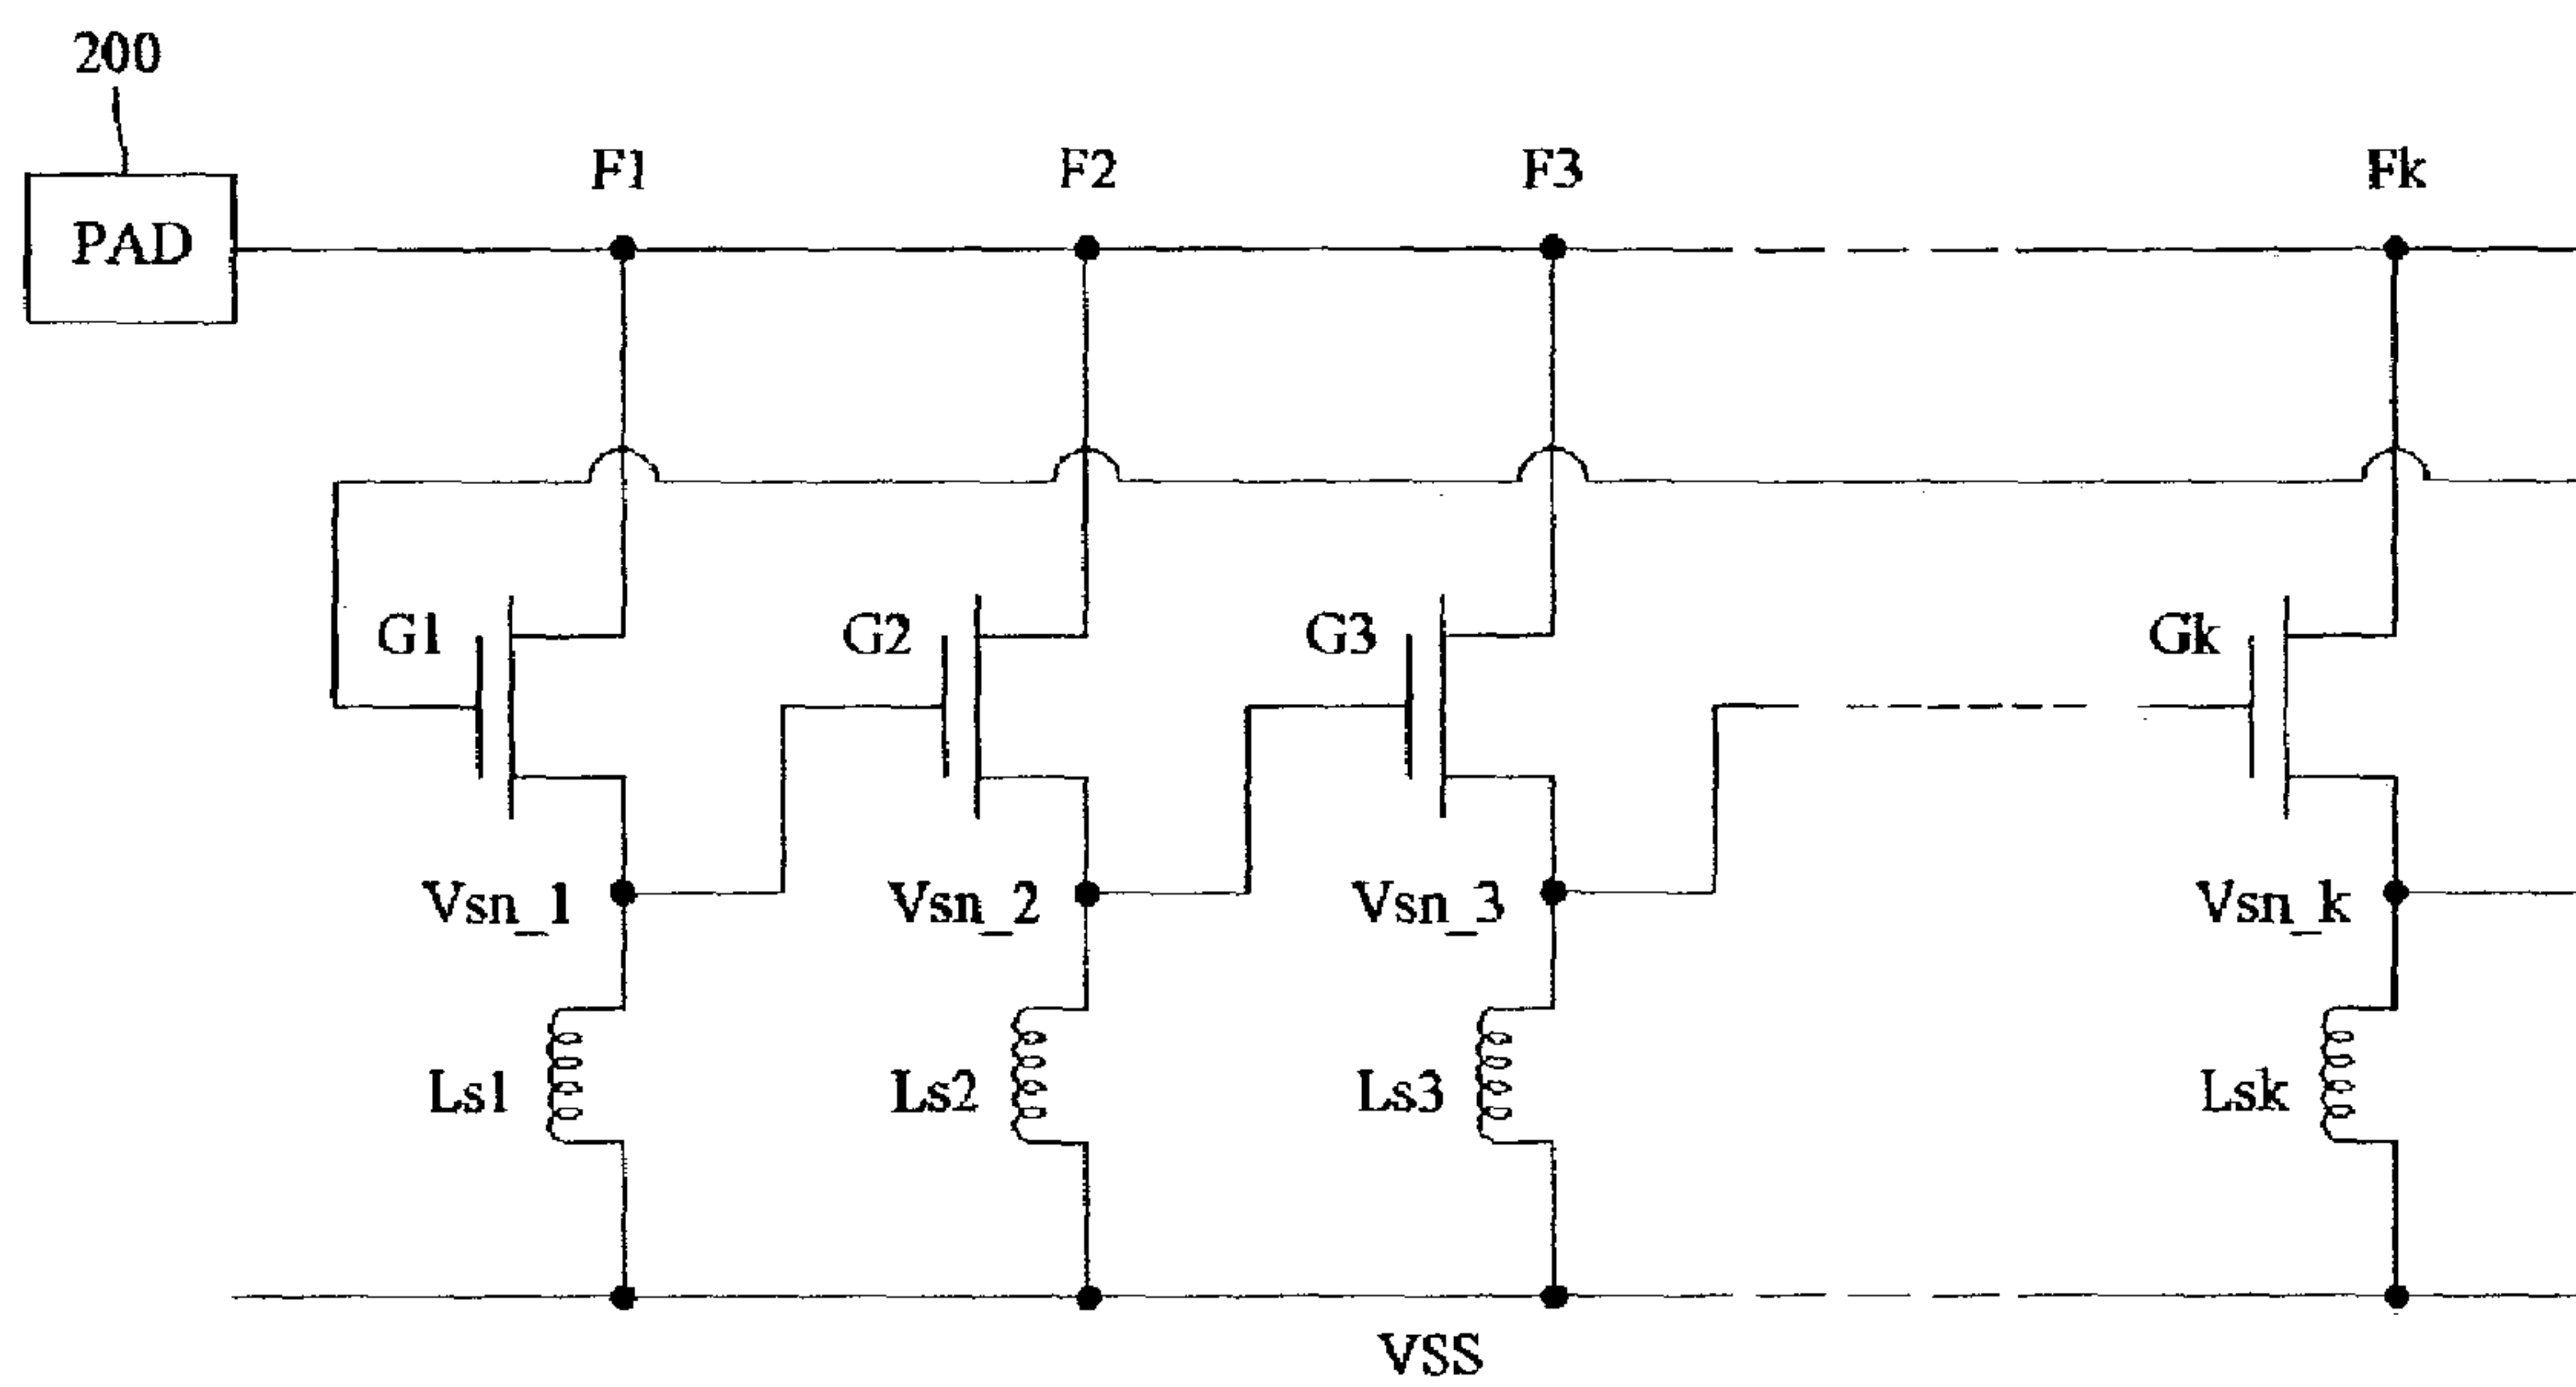 200
PAD
F1 F2 F3 Fk
G1 G2 G3 Gk
Vsn_1 Vsn_2 Vsn_3 Vsn_k
Ls1 Ls2 Ls3 Lsk
VSS